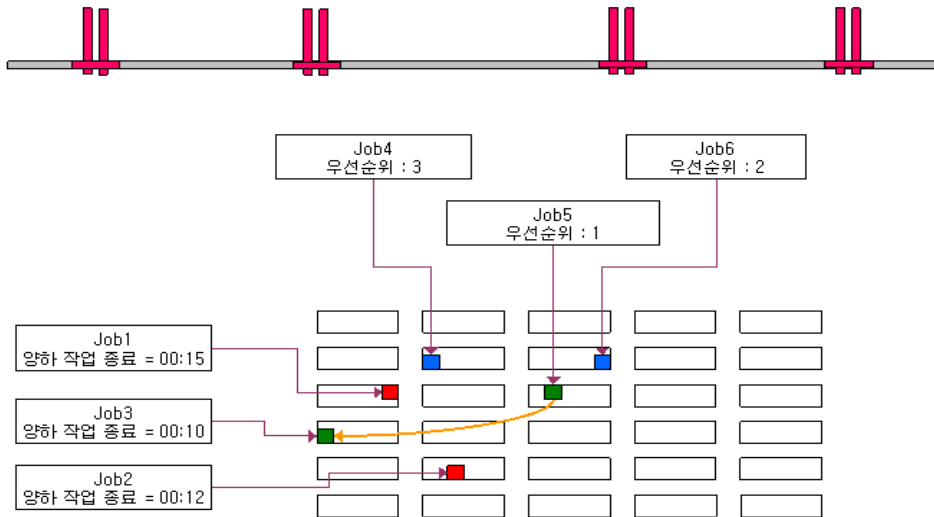 Job4
우선순위 : 3
Job6
우선순위 : 2
Job5
우선순위 : 1
Job1
양하 작업 종료 = 00:15
Job3
양하 작업 종료 = 00:10
Job2
양하 작업 종료 = 00:12